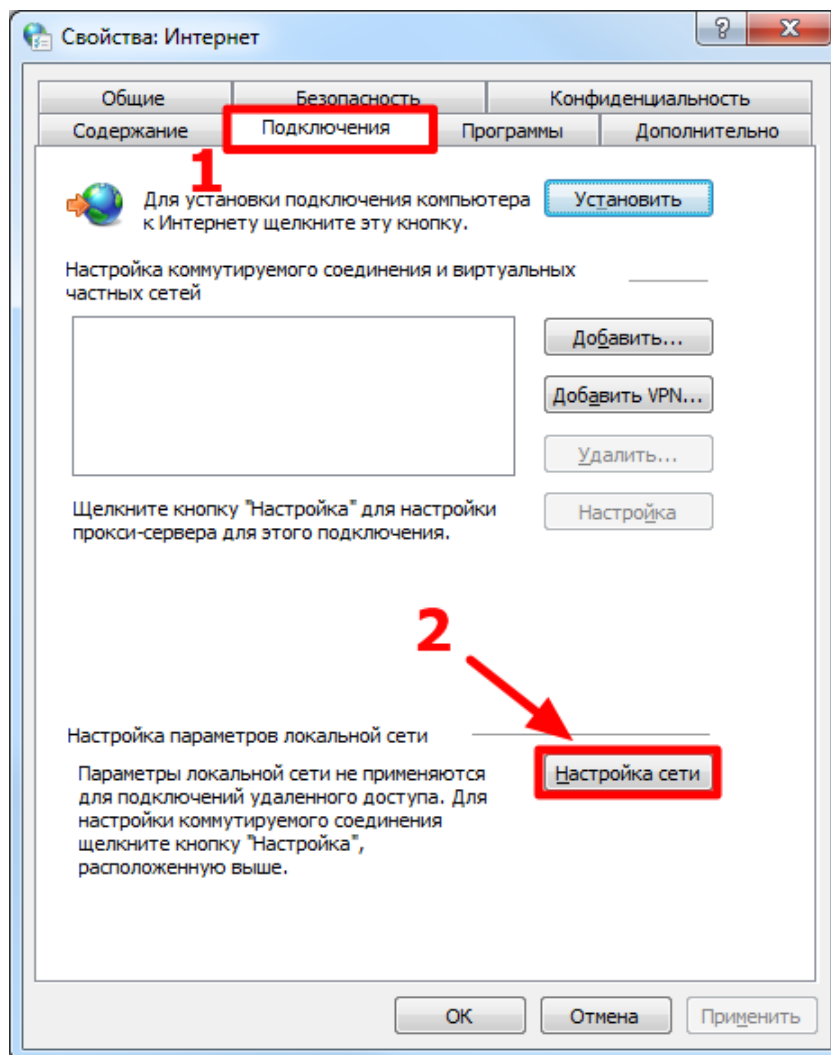 Свойства: Интернет
Общие
Безопасность
Конфиденциальность
Содержание
Подключения
Программы
Дополнительно
1
Для установки подключения компьютера
к Интернету щелкните эту кнопку.
Установить
Настройка коммутируемого соединения и виртуальных
частных сетей
Добавить...
Добавить VPN...
Удалить...
Щелкните кнопку "Настройка" для настройки
прокси-сервера для этого подключения.
Настройка
2
Настройка параметров локальной сети
Параметры локальной сети не применяются
для подключений удаленного доступа. Для
настройки коммутируемого соединения
щелкните кнопку "Настройка",
расположенную выше.
Настройка сети
ОК
Отмена
Применить